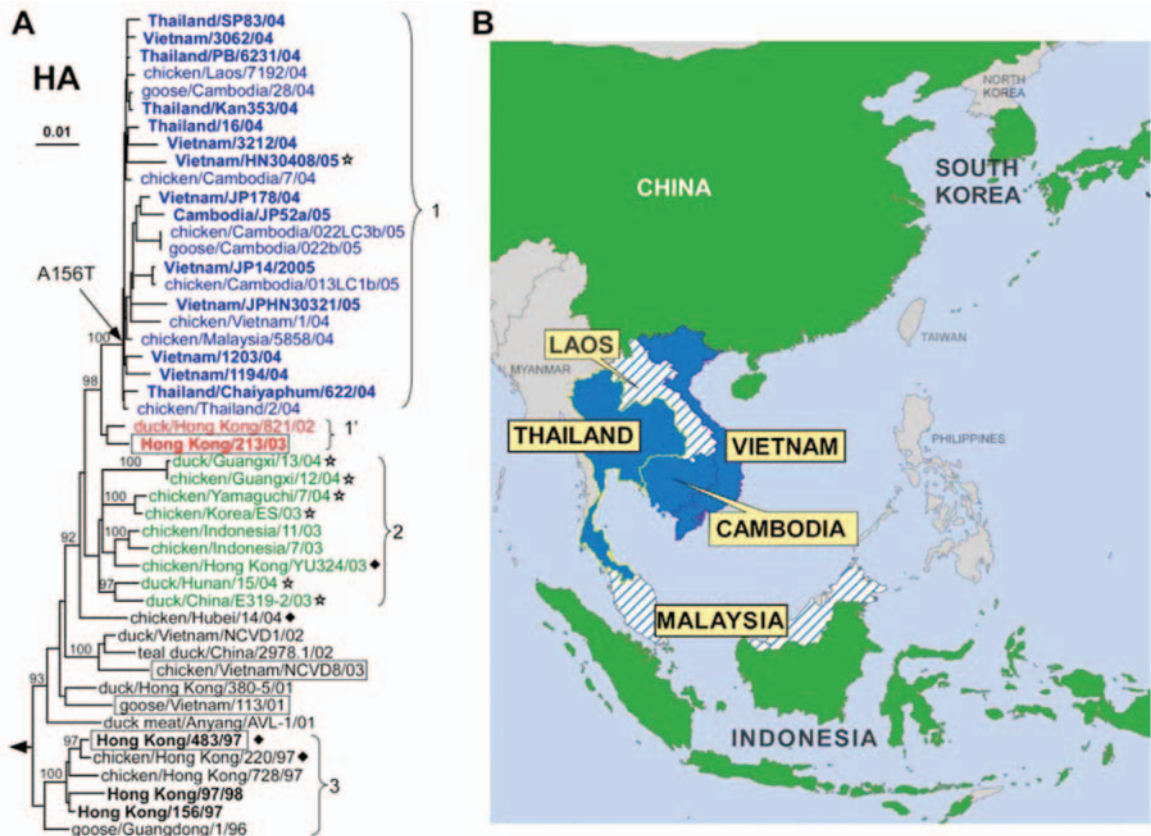 A
HA
0.01
Thailand/SP83/04
Vietnam/3062/04
Thailand/PB/6231/04
chicken/Laos/7192/04
goose/Cambodia/28/04
Thailand/Kan353/04
Thailand/16/04
Vietnam/3212/04
Vietnam/HN30408/05☆
chicken/Cambodia/7/04
Vietnam/JP178/04
Cambodia/JP52a/05
chicken/Cambodia/022LC3b/05
goose/Cambodia/022b/05
Vietnam/JP14/2005
chicken/Cambodia/013LC1b/05
Vietnam/JPHN30321/05
chicken/Vietnam/1/04
chicken/Malaysia/5858/04
Vietnam/1203/04
Vietnam/1194/04
Thailand/Chaiyaphum/622/04
chicken/Thailand/2/04
1
A156T
100
98
duck/Hong Kong/821/02
Hong Kong/213/03
1'
100
duck/Guangxi/13/04☆
chicken/Guangxi/12/04☆
100
chicken/Yamaguchi/7/04☆
chicken/Korea/ES/03☆
100
chicken/Indonesia/11/03
chicken/Indonesia/7/03
chicken/Hong Kong/YU324/03◆
97
duck/Hunan/15/04☆
duck/China/E319-2/03☆
2
92
chicken/Hubei/14/04◆
duck/Vietnam/NCVD1/02
100
teal duck/China/2978.1/02
chicken/Vietnam/NCVD8/03
93
duck/Hong Kong/380-5/01
goose/Vietnam/113/01
duck meat/Anyang/AVL-1/01
97
Hong Kong/483/97 ◆
chicken/Hong Kong/220/97◆
100
chicken/Hong Kong/728/97
Hong Kong/97/98
Hong Kong/156/97
goose/Guangdong/1/96
3
B
NORTH
KOREA
SOUTH
KOREA
CHINA
TAIWAN
LAOS
MYANMAR
THAILAND
VIETNAM
PHILIPPINES
CAMBODIA
MALAYSIA
INDONESIA